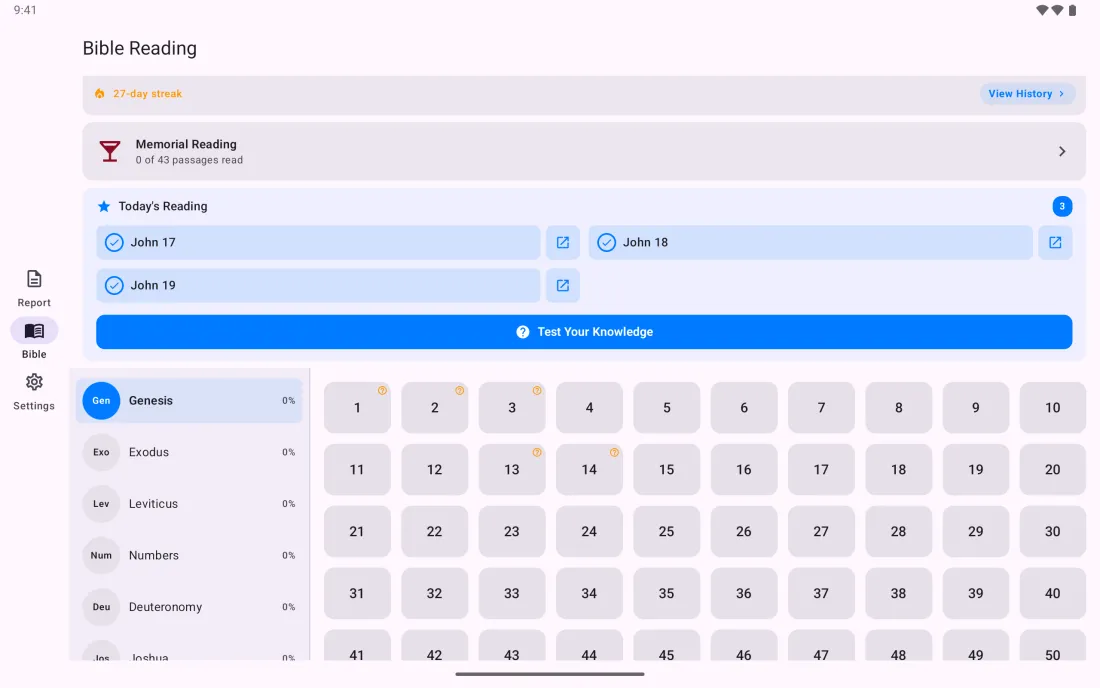 9:41
Bible Reading
27-day streak
View History
Memorial Reading
0 of 43 passages read
Today's Reading
3
John 17
John 18
John 19
Test Your Knowledge
Report
Bible
Settings
Gen Genesis 0%
Exo Exodus 0%
Lev Leviticus 0%
Num Numbers 0%
Deu Deuteronomy 0%
Jos Joshua 0%
1 2 3 4 5 6 7 8 9 10
11 12 13 14 15 16 17 18 19 20
21 22 23 24 25 26 27 28 29 30
31 32 33 34 35 36 37 38 39 40
41 42 43 44 45 46 47 48 49 50